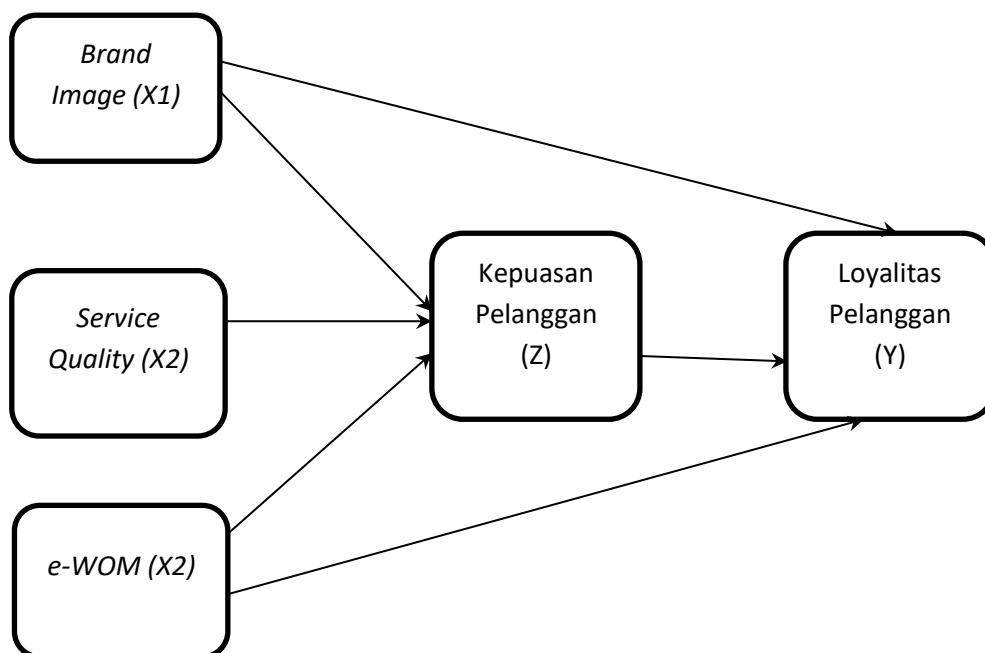 Brand
Image (X1)
Service
Quality (X2)
e-WOM (X2)
Kepuasan
Pelanggan
(Z)
Loyalitas
Pelanggan
(Y)